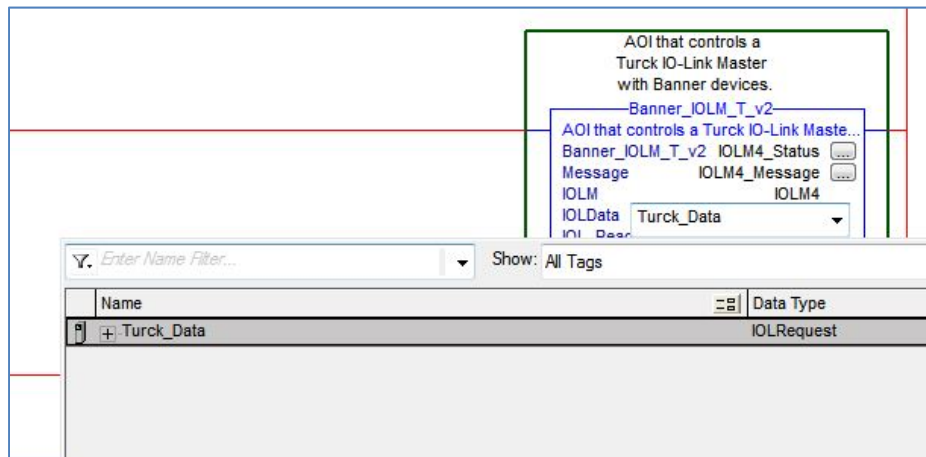 AOI that controls a
Turck IO-Link Master
with Banner devices.
Banner_IOLM_T_v2
AOI that controls a Turck IO-Link Maste...
Banner_IOLM_T_v2 IOLM4_Status ...
Message IOLM4_Message ...
IOLM IOLM4
IOLData Turck_Data
IOL_Read
Enter Name Filter... Show: All Tags
Name Data Type
Turck_Data IOLRequest